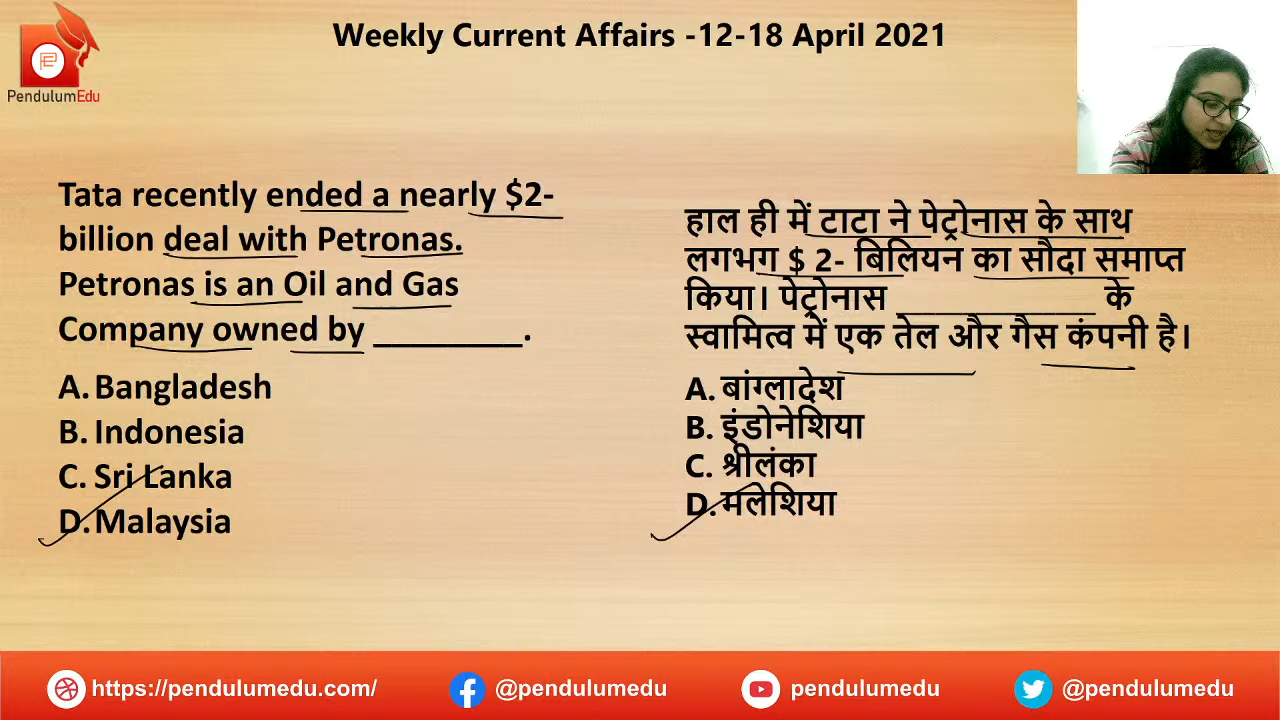 Weekly Current Affairs -12-18 April 2021
PendulumEdu
Tata recently ended a nearly $2-
billion deal with Petronas.
Petronas is an Oil and Gas
Company owned by _________.
A. Bangladesh
B. Indonesia
C. Sri Lanka
D. Malaysia
हाल ही में टाटा ने पेट्रोनास के साथ
लगभग $ 2- बिलियन का सौदा समाप्त
किया। पेट्रोनास ____________ के
स्वामित्व में एक तेल और गैस कंपनी है।
A. बांग्लादेश
B. इंडोनेशिया
C. श्रीलंका
D. मलेशिया
https://pendulumedu.com/ @pendulumedu pendulumedu @pendulumedu